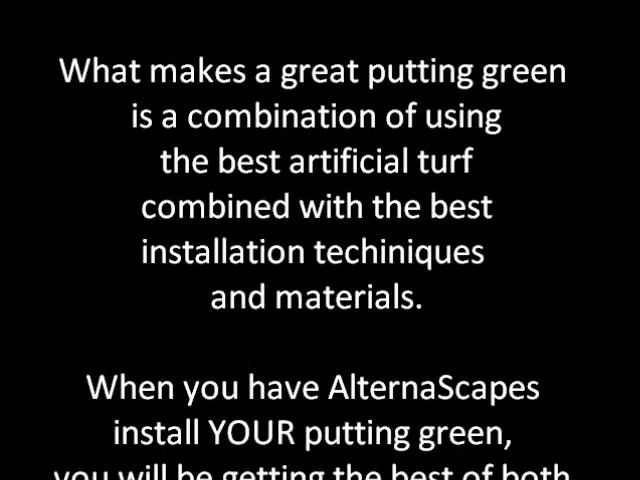 What makes a great putting green
is a combination of using
the best artificial turf
combined with the best
installation techiniques
and materials.
When you have AlternaScapes
install YOUR putting green,
you will be getting the best of both